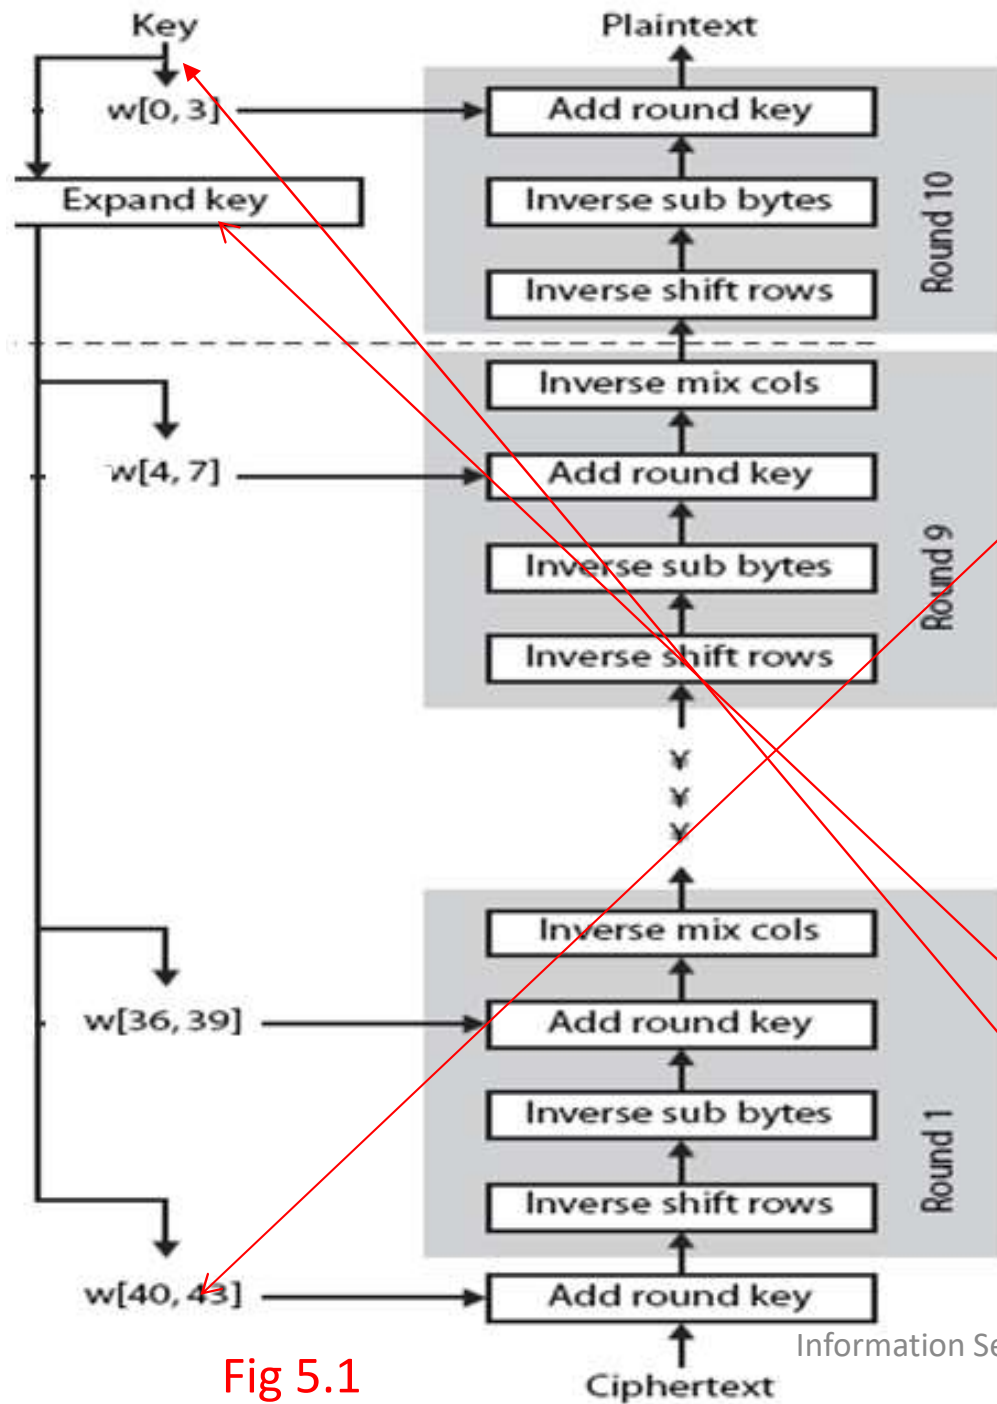 Key
Plaintext
w[0, 3]
Add round key
Expand key
Inverse sub bytes
Inverse shift rows
Round 10
Inverse mix cols
w[4, 7]
Add round key
Inverse sub bytes
Inverse shift rows
Round 9
¥
¥
¥
Inverse mix cols
w[36, 39]
Add round key
Inverse sub bytes
Inverse shift rows
Round 1
w[40, 43]
Add round key
Information Se
Fig 5.1
Ciphertext